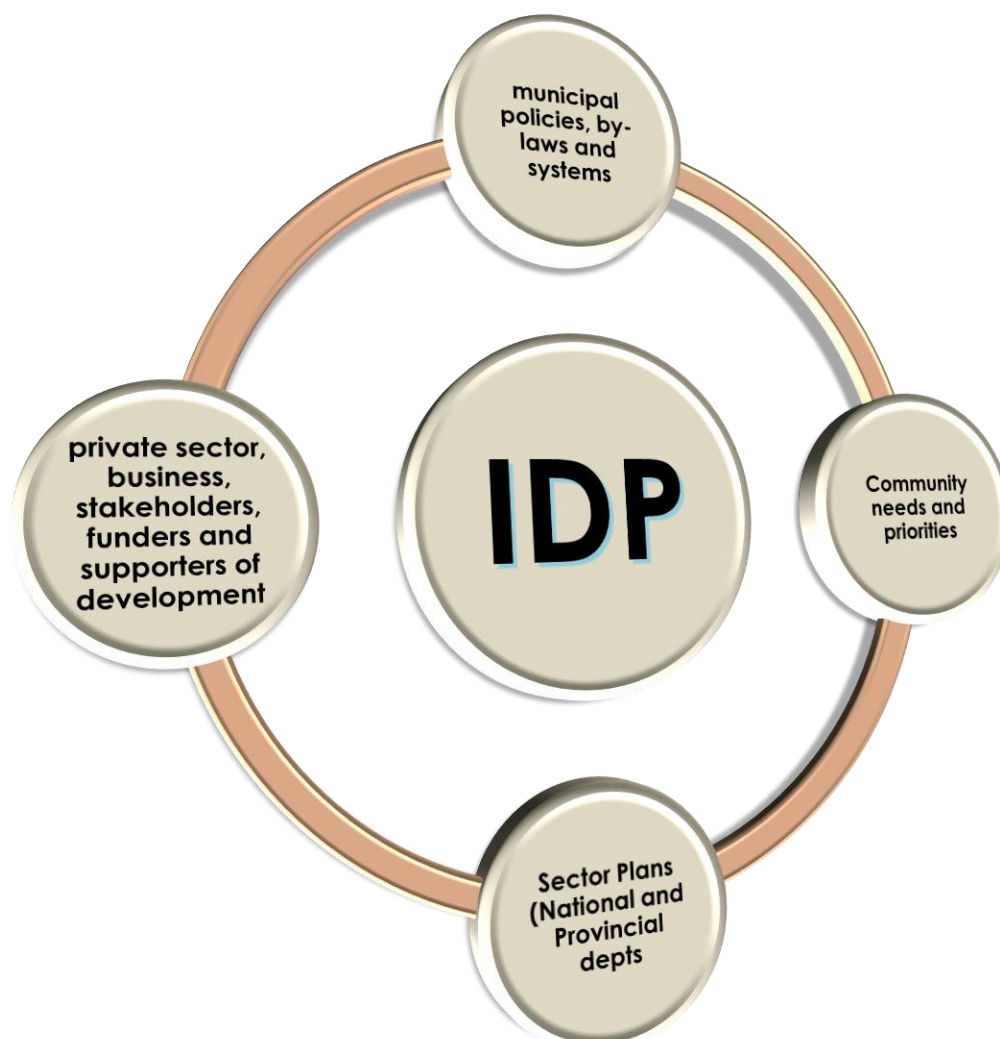 municipal
policies, by-
laws and
systems
private sector,
business,
stakeholders,
funders and
supporters of
development
IDP
Community
needs and
priorities
Sector Plans
(National and
Provincial
depts